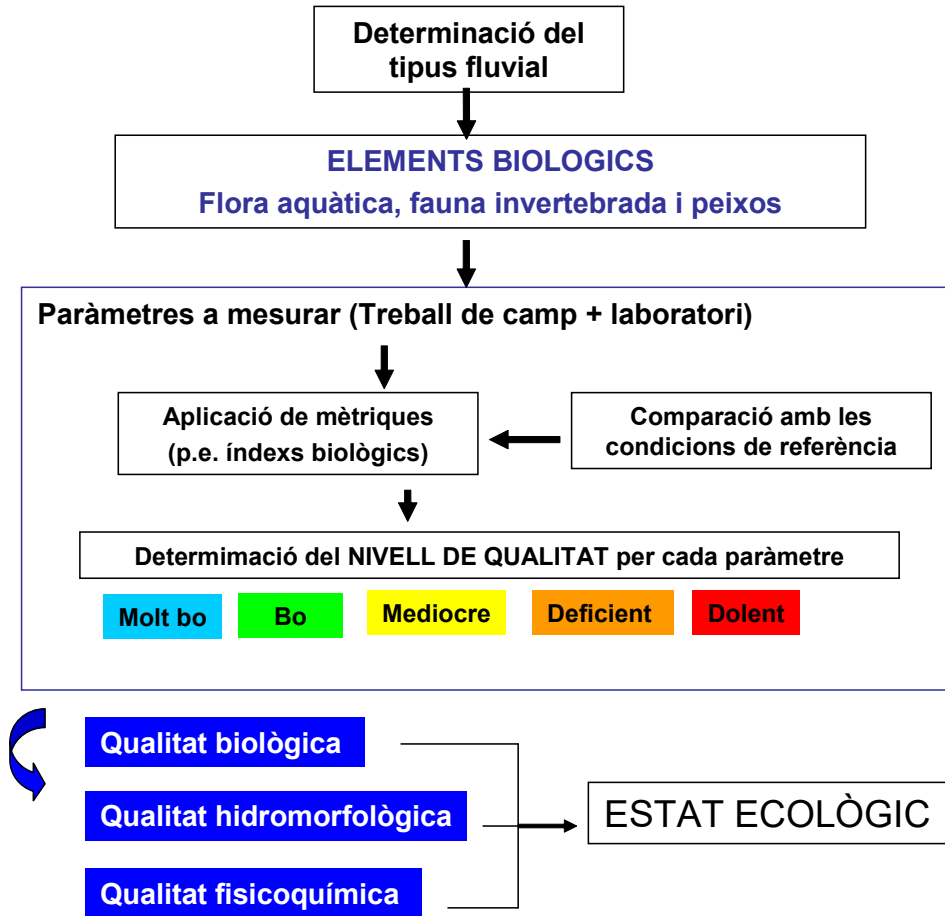 Determinació del
tipus fluvial
ELEMENTS BIOLOGICS
Flora aquàtica, fauna invertebrada i peixos
Paràmetres a mesurar (Treball de camp + laboratori)
Aplicació de mètriques
(p.e. índexs biològics)
Comparació amb les
condicions de referència
Determimació del NIVELL DE QUALITAT per cada paràmetre
Molt bo
Bo
Mediocre
Deficient
Dolent
Qualitat biològica
Qualitat hidromorfològica
Qualitat fisicoquímica
ESTAT ECOLÒGIC